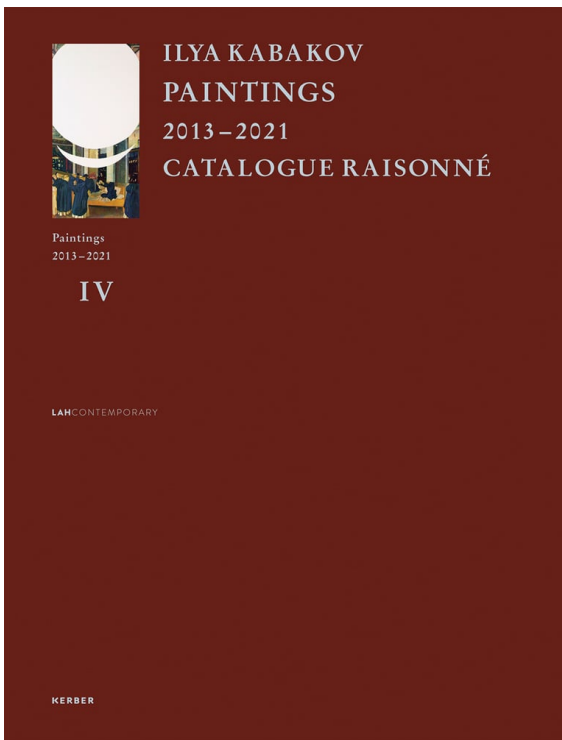 ILYA KABAKOV
PAINTINGS
2013–2021
CATALOGUE RAISONNÉ
Paintings
2013–2021
IV
LAHCONTEMPORARY
KERBER